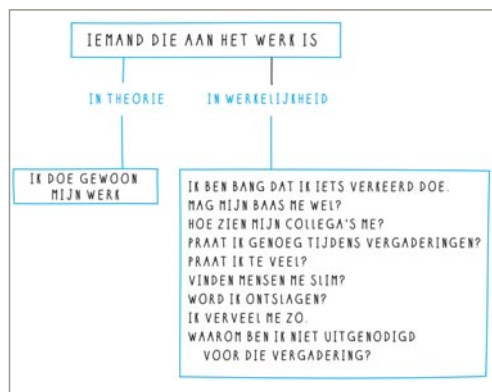 IEMAND DIE AAN HET WERK IS
IN THEORIE
IN WERKELIJKHEID
IK DOE GEWOON
MIJN WERK
IK BEN BANG DAT IK IETS VERKEERD DOE.
MAG MIJN BAAS ME WEL?
HOE ZIEN MIJN COLLEGA'S ME?
PRAAT IK GENOEG TIJDENS VERGADERINGEN?
PRAAT IK TE VEEL?
VINDEN MENSEN ME SLIM?
WORD IK ONTSLAGEN?
IK VERVEEL ME ZO.
WAAROM BEN IK NIET UITGENODIGD
VOOR DIE VERGADERING?